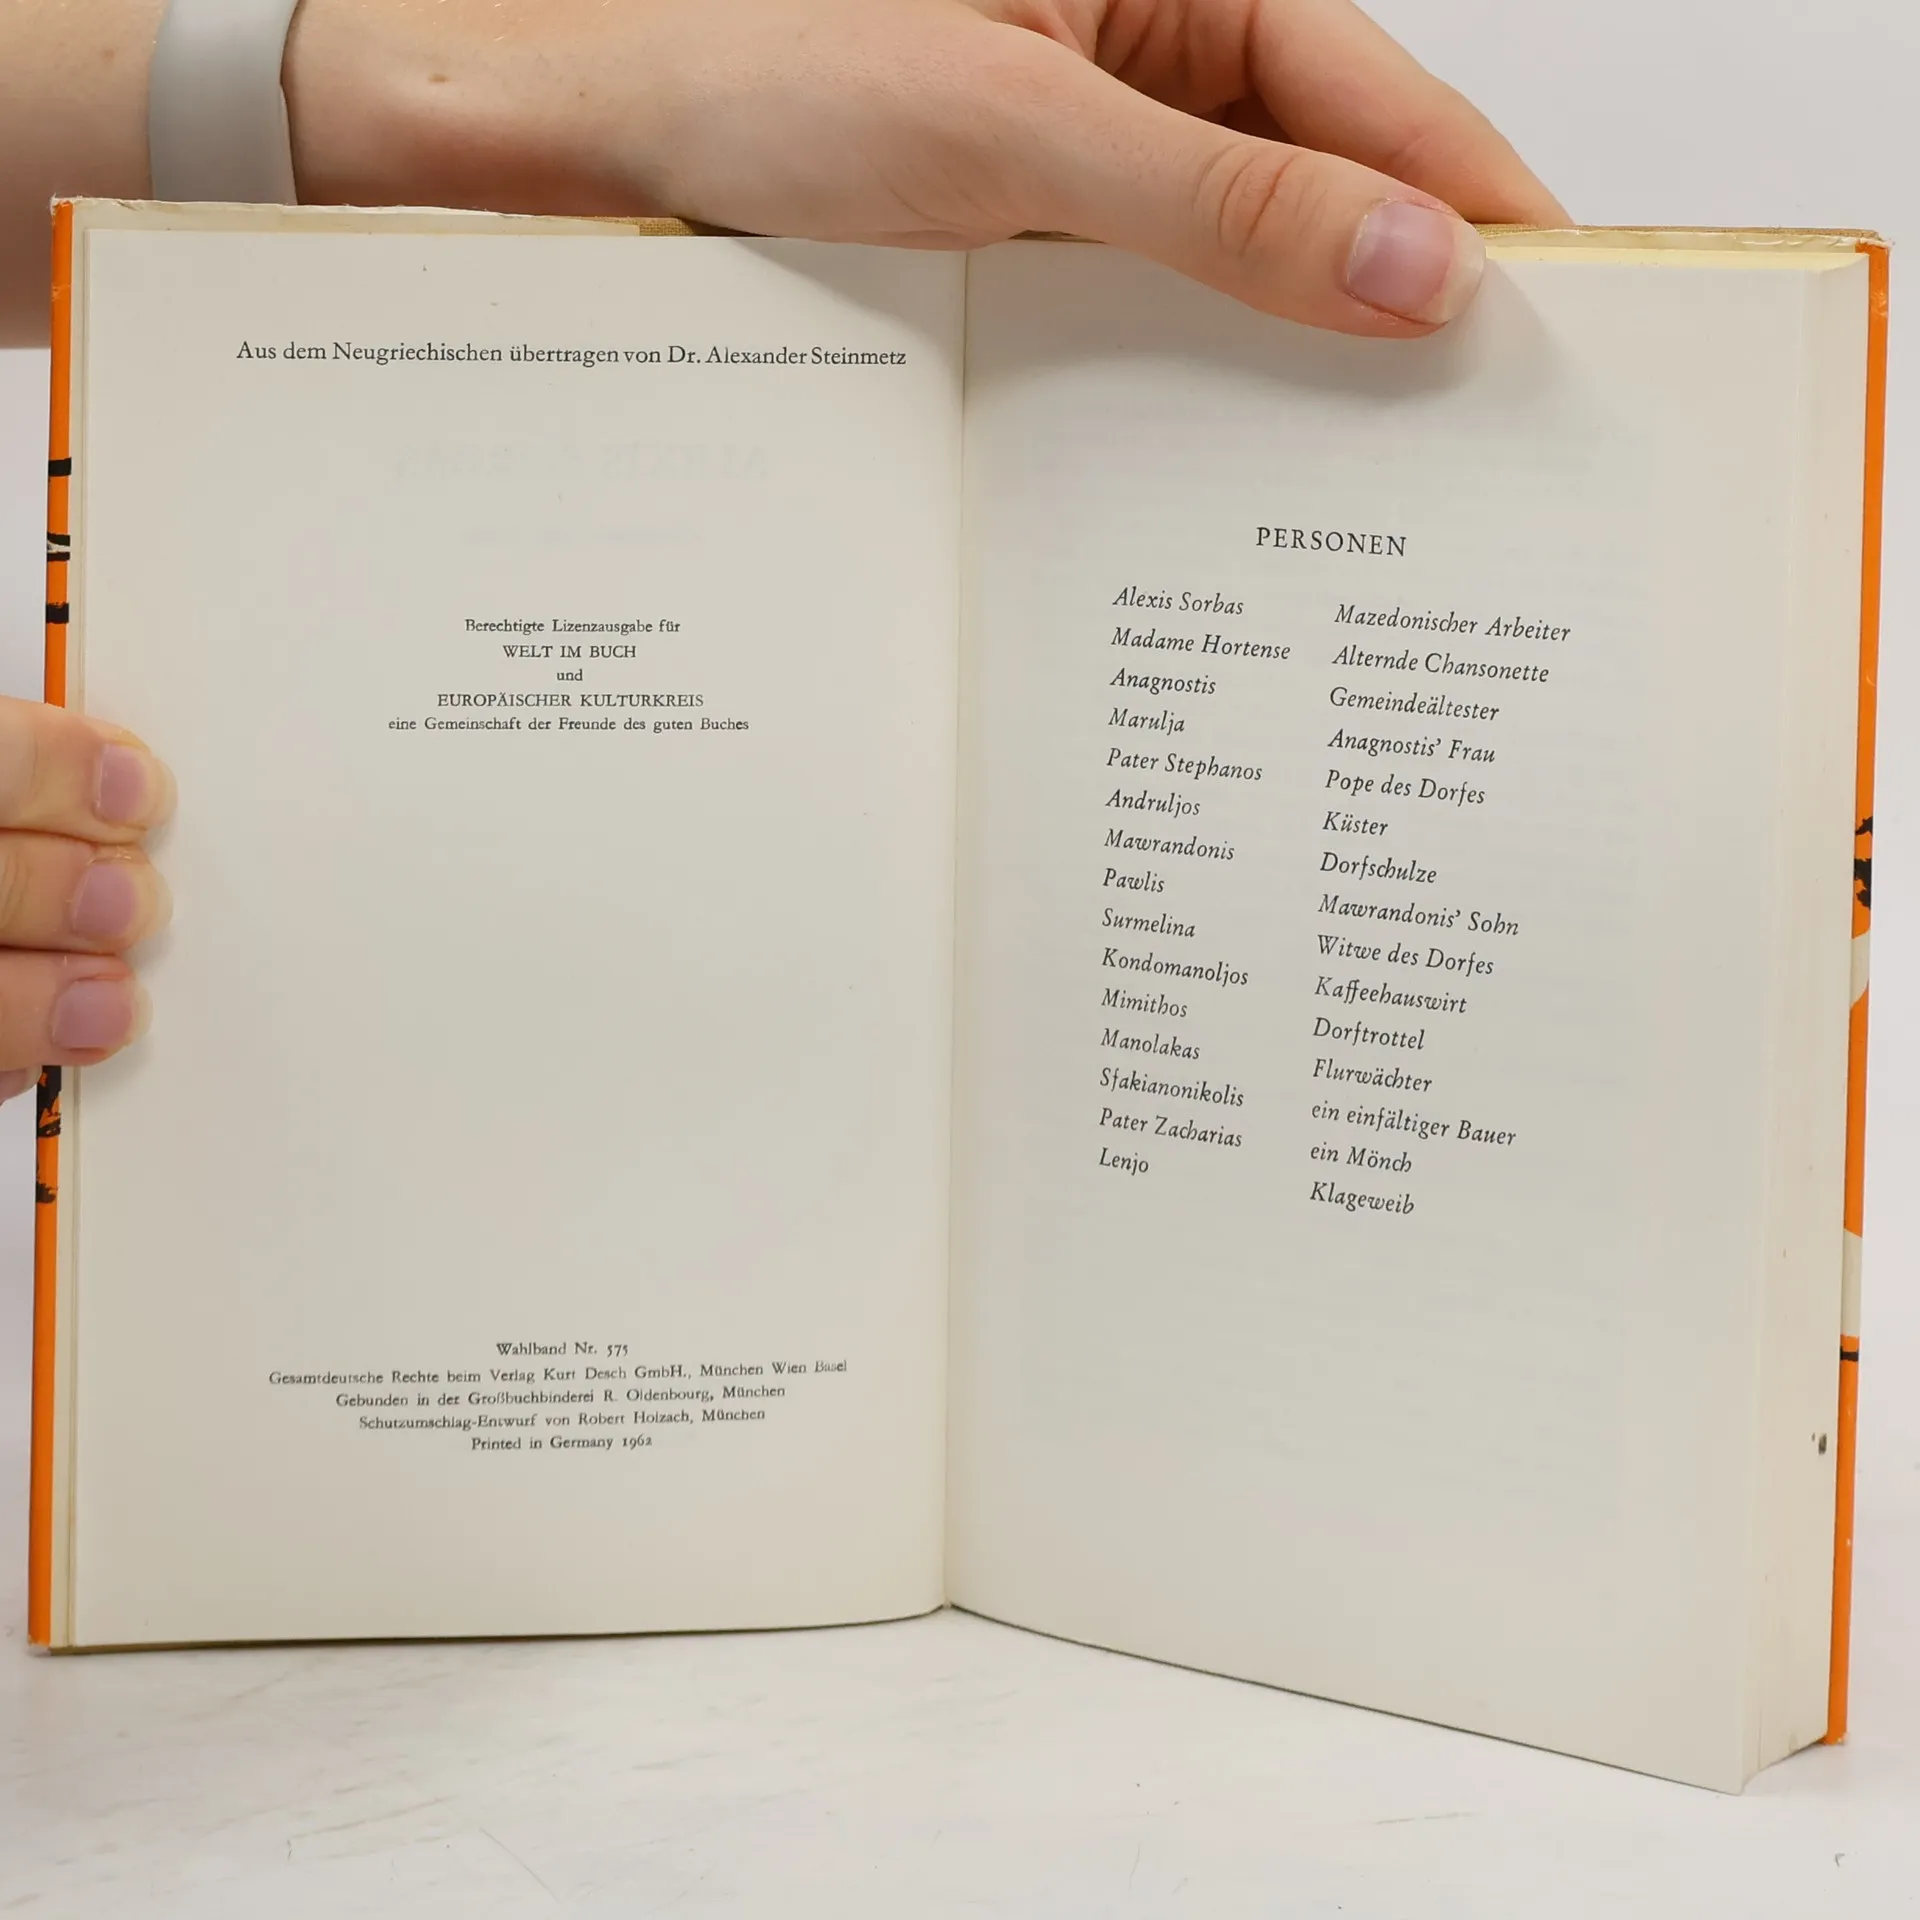 Aus dem Neugriechischen übertragen von Dr. Alexander Steinmetz
Berechtigte Lizenzausgabe für
WELT IM BUCH
und
EUROPÄISCHER KULTURKREIS
eine Gemeinschaft der Freunde des guten Buches
Wahlband Nr. 575
Gesamtdeutsche Rechte beim Verlag Kurt Desch GmbH., München Wien Basel
Gebunden in der Großbuchbinderei R. Oldenbourg, München
Schutzumschlag-Entwurf von Robert Holzach, München
Printed in Germany 1962
PERSONEN
Alexis Sorbas Mazedonischer Arbeiter
Madame Hortense Alternde Chansonette
Anagnostis Gemeindeältester
Marulja Anagnostis’ Frau
Pater Stephanos Pope des Dorfes
Andruljos Küster
Mawrandonis Dorfschulze
Pawlis Mawrandonis’ Sohn
Surmelina Witwe des Dorfes
Kondomanoljos Kaffeehauswirt
Mimithos Dorftrottel
Manolakas Flurwächter
Sfakianonikolis ein einfältiger Bauer
Pater Zacharias ein Mönch
Lenjo Klageweib